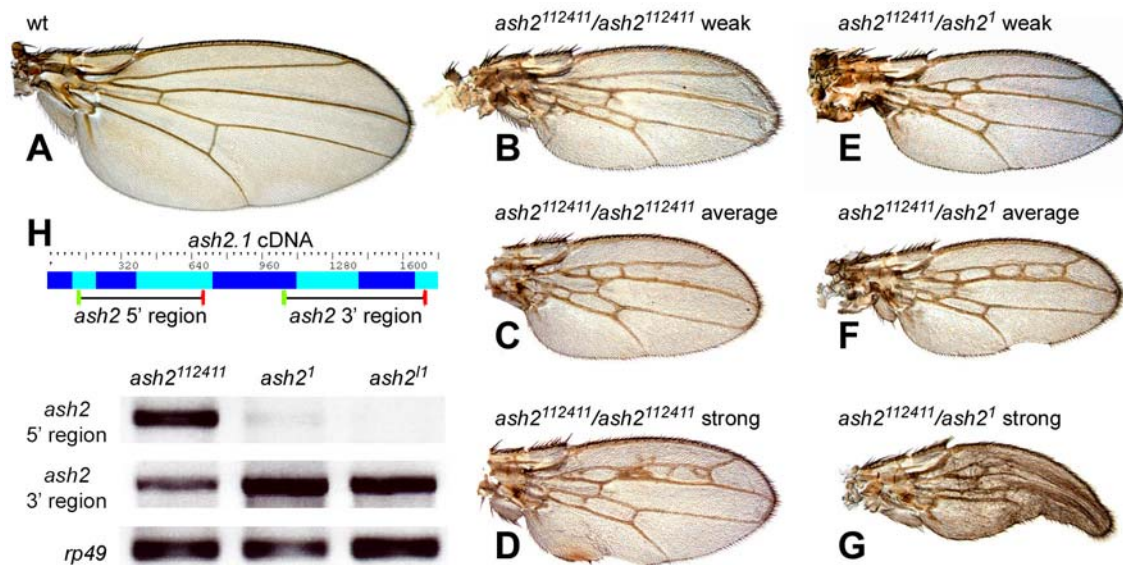 wt
A
ash2¹¹²⁴¹¹/ash2¹¹²⁴¹¹ weak
B
ash2¹¹²⁴¹¹/ash2¹ weak
E
H
ash2.1 cDNA
320 640 960 1280 1600
ash2 5' region
ash2 3' region
ash2¹¹²⁴¹¹/ash2¹¹²⁴¹¹ average
C
ash2¹¹²⁴¹¹/ash2¹ average
F
ash2¹¹²⁴¹¹ ash2¹ ash2ˡ¹
ash2
5' region
ash2
3' region
rp49
ash2¹¹²⁴¹¹/ash2¹¹²⁴¹¹ strong
D
ash2¹¹²⁴¹¹/ash2¹ strong
G